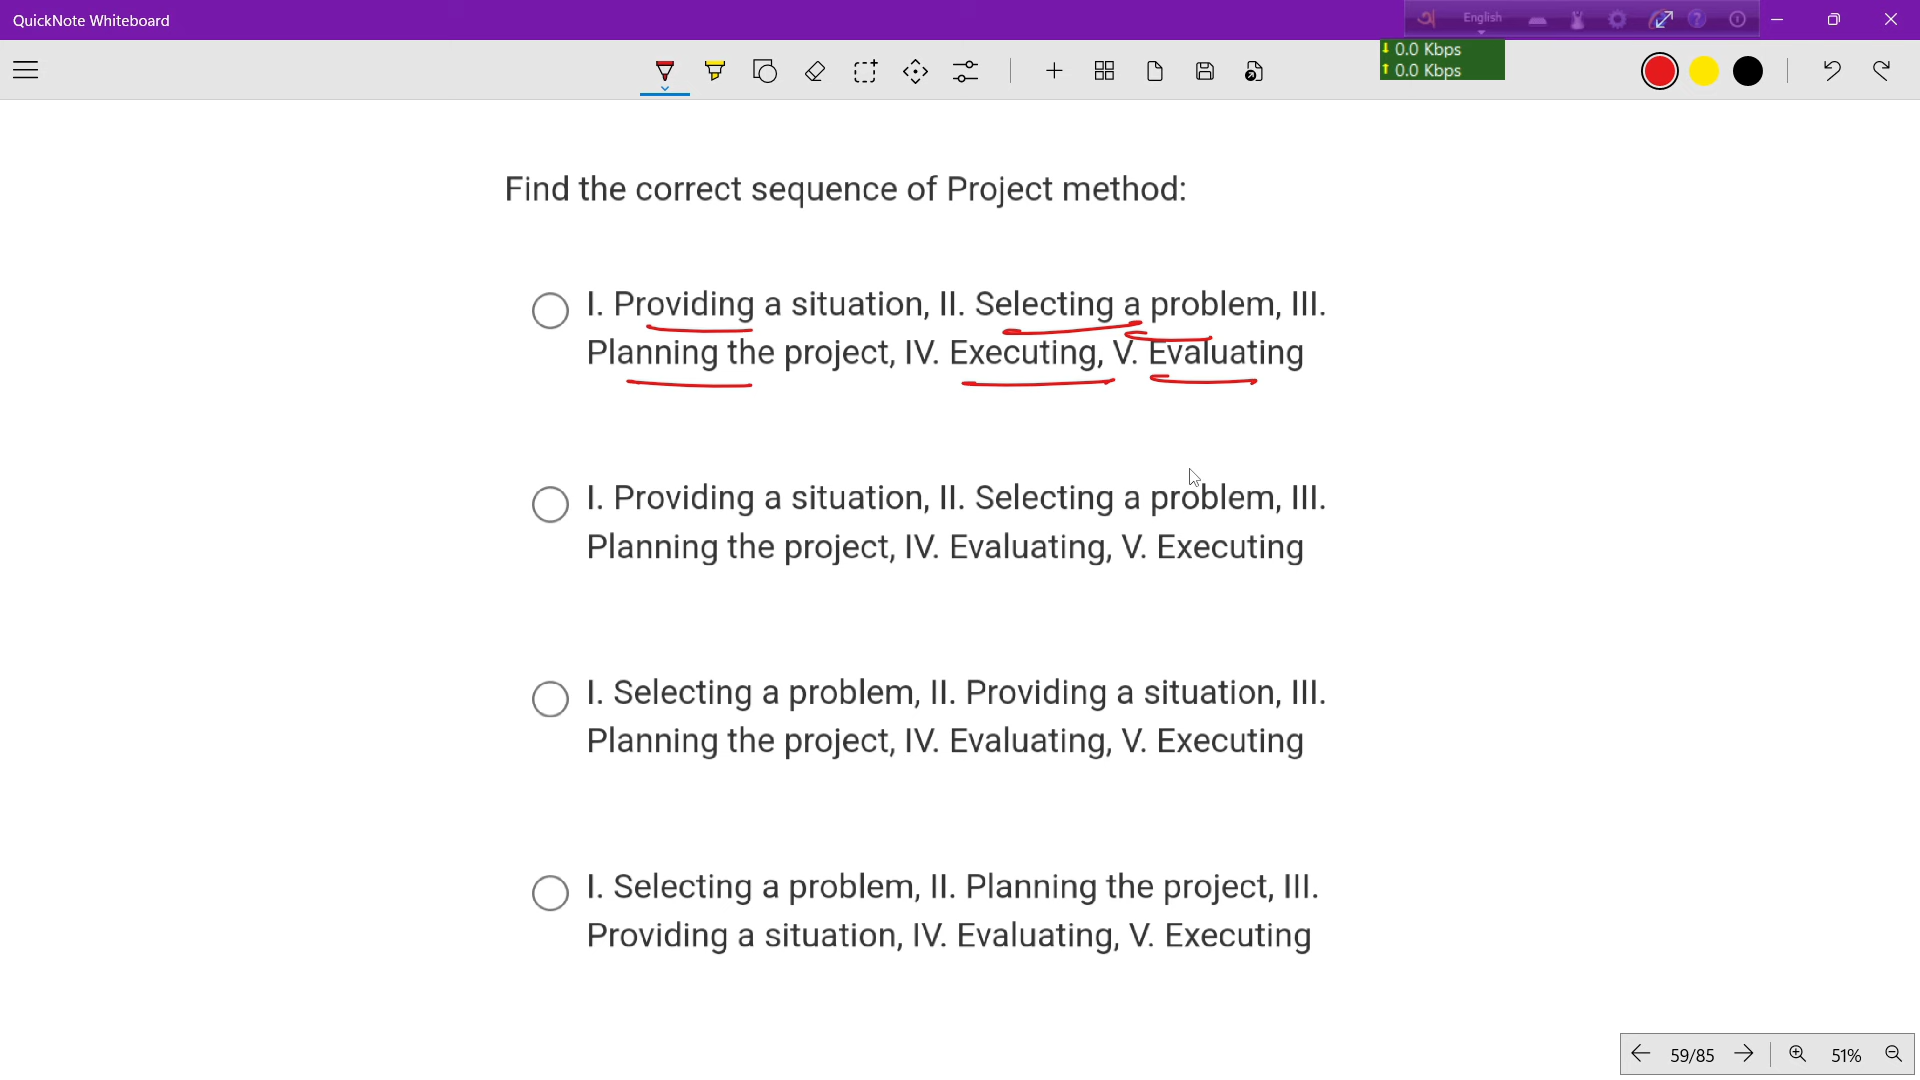 QuickNote Whiteboard
English
0.0 Kbps
0.0 Kbps
Find the correct sequence of Project method:
I. Providing a situation, II. Selecting a problem, III.
Planning the project, IV. Executing, V. Evaluating
I. Providing a situation, II. Selecting a problem, III.
Planning the project, IV. Evaluating, V. Executing
I. Selecting a problem, II. Providing a situation, III.
Planning the project, IV. Evaluating, V. Executing
I. Selecting a problem, II. Planning the project, III.
Providing a situation, IV. Evaluating, V. Executing
59/85
51%